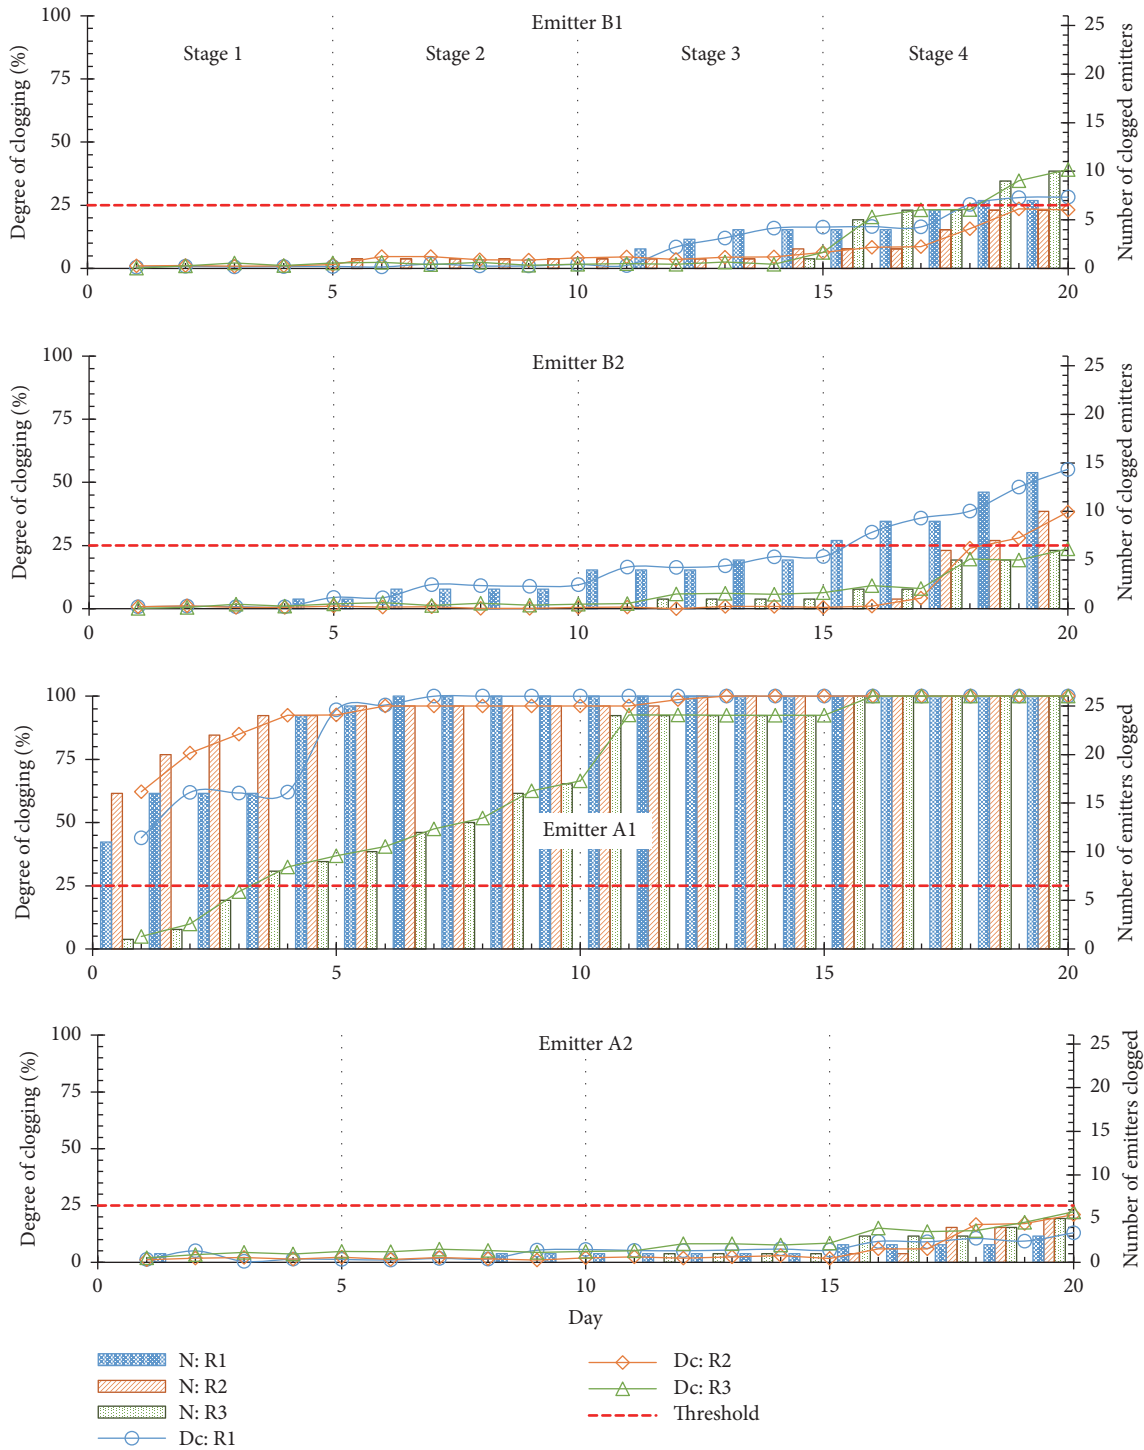 Emitter B1
Stage 1
Stage 2
Stage 3
Stage 4
Degree of clogging (%)
100
75
50
25
0
0
5
10
15
20
25
20
15
10
5
0
Number of clogged emitters
Emitter B2
Degree of clogging (%)
100
75
50
25
0
0
5
10
15
20
25
20
15
10
5
0
Number of clogged emitters
Emitter A1
Degree of clogging (%)
100
75
50
25
0
0
5
10
15
20
25
20
15
10
5
0
Number of emitters clogged
Emitter A2
Degree of clogging (%)
100
75
50
25
0
0
5
10
15
20
25
20
15
10
5
0
Number of emitters clogged
Day
N: R1
N: R2
N: R3
Dc: R1
Dc: R2
Dc: R3
Threshold